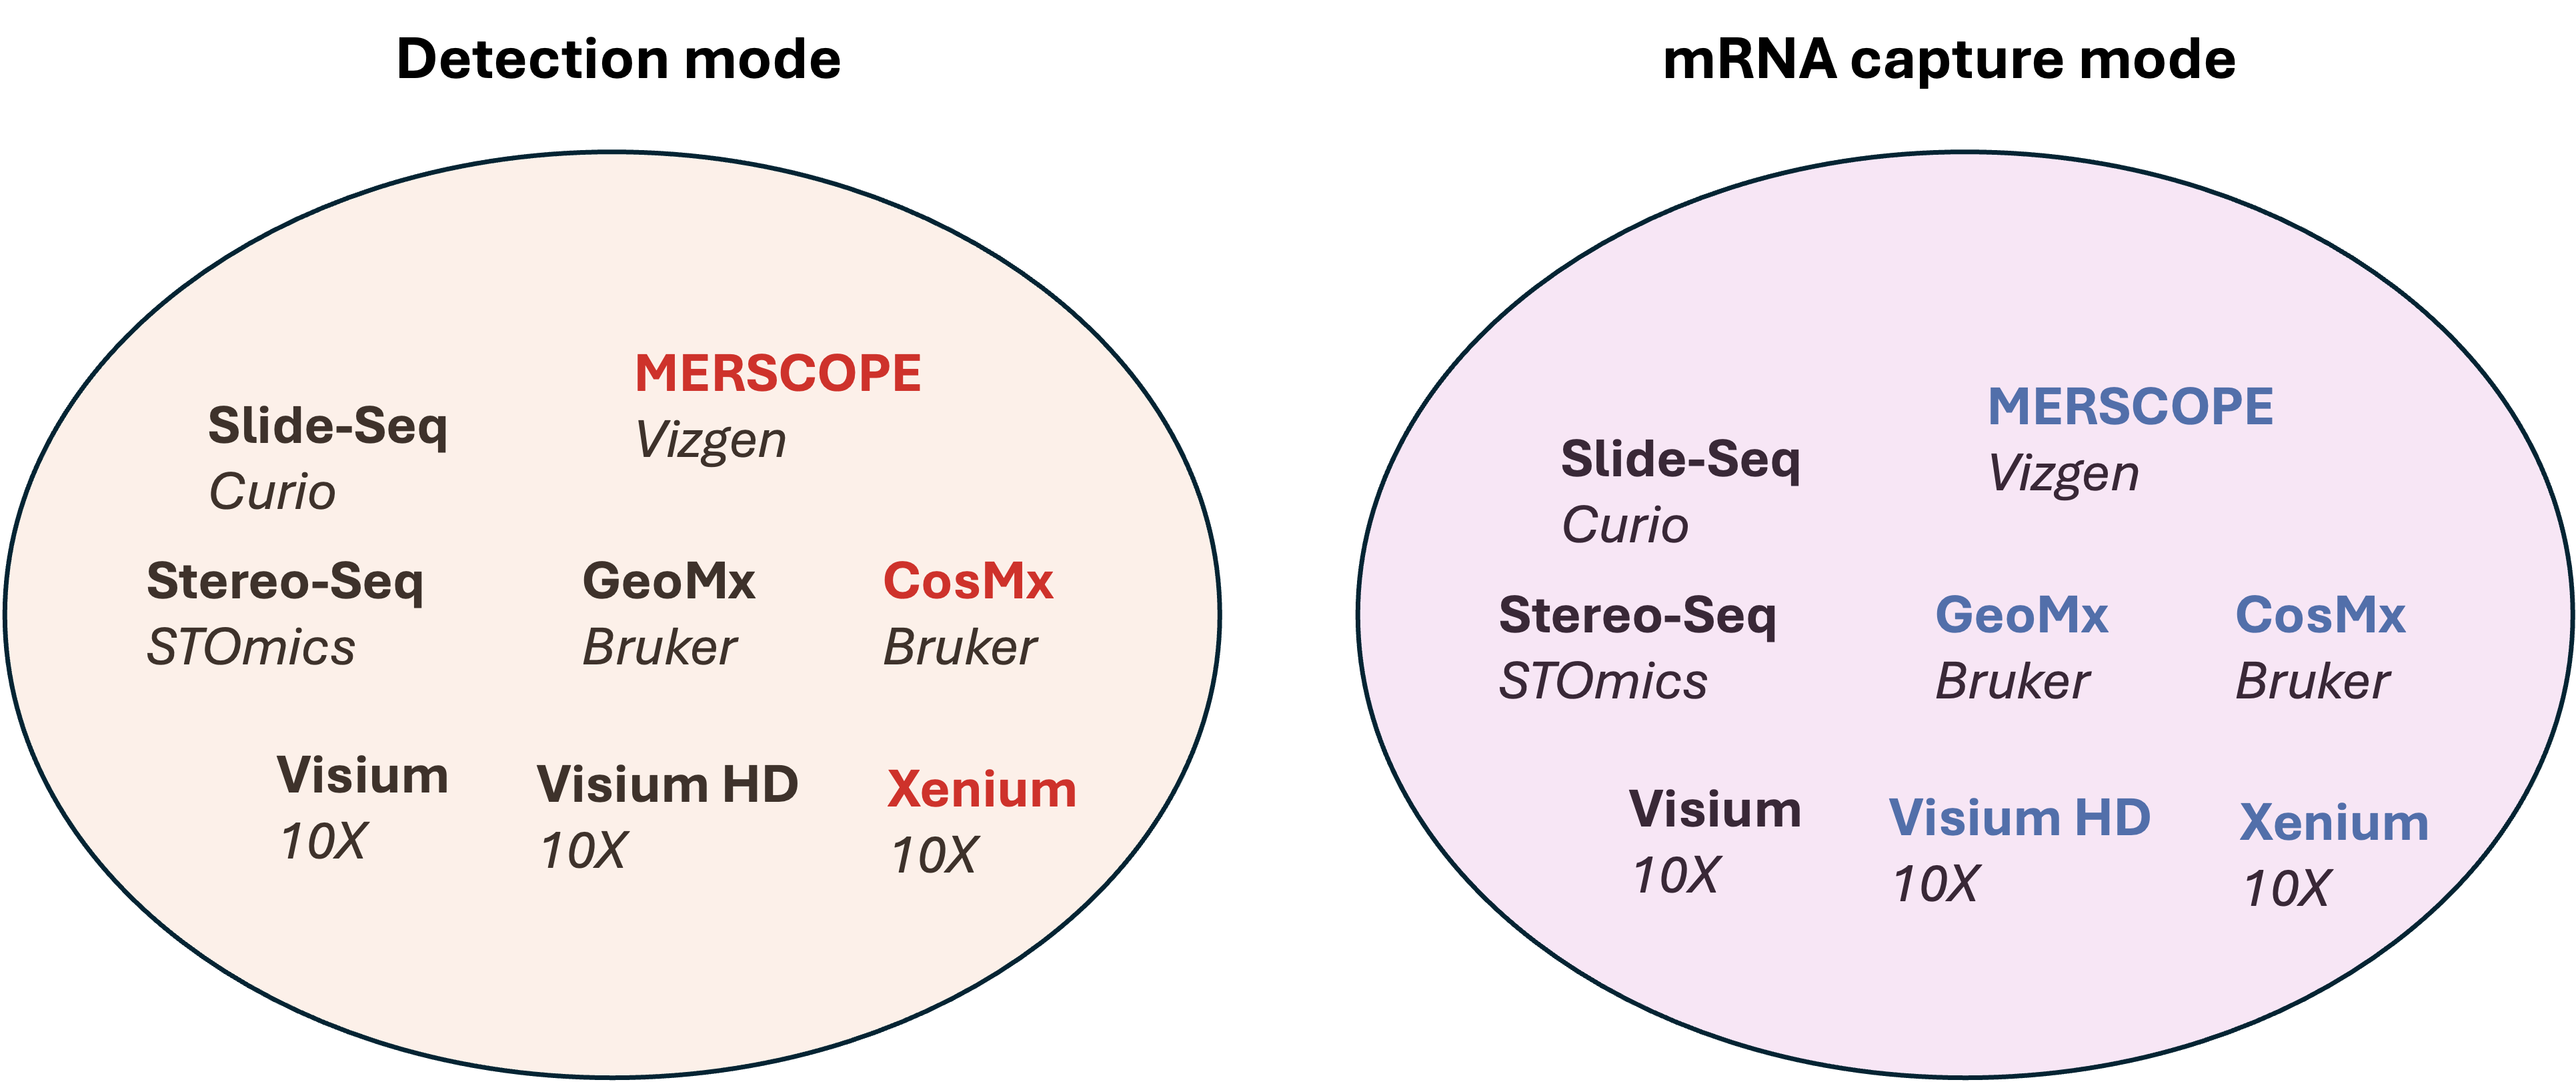 Detection mode
MERSCOPE
Vizgen
Slide-Seq
Curio
Stereo-Seq
STOmics
GeoMx
Bruker
CosMx
Bruker
Visium
10X
Visium HD
10X
Xenium
10X
mRNA capture mode
MERSCOPE
Vizgen
Slide-Seq
Curio
Stereo-Seq
STOmics
GeoMx
Bruker
CosMx
Bruker
Visium
10X
Visium HD
10X
Xenium
10X